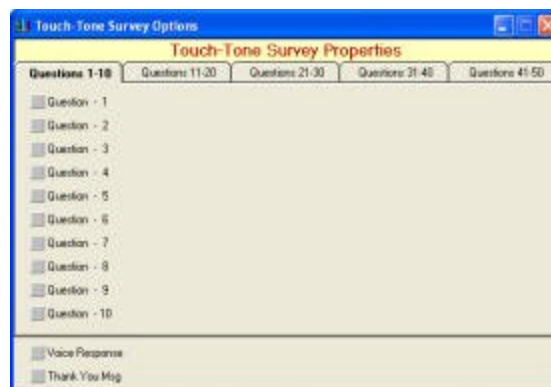 Touch-Tone Survey Options
Touch-Tone Survey Properties
Questions 1-10 Questions 11-20 Questions 21-30 Questions 31-40 Questions 41-50
Question - 1
Question - 2
Question - 3
Question - 4
Question - 5
Question - 6
Question - 7
Question - 8
Question - 9
Question - 10
Voice Response
Thank You Msg